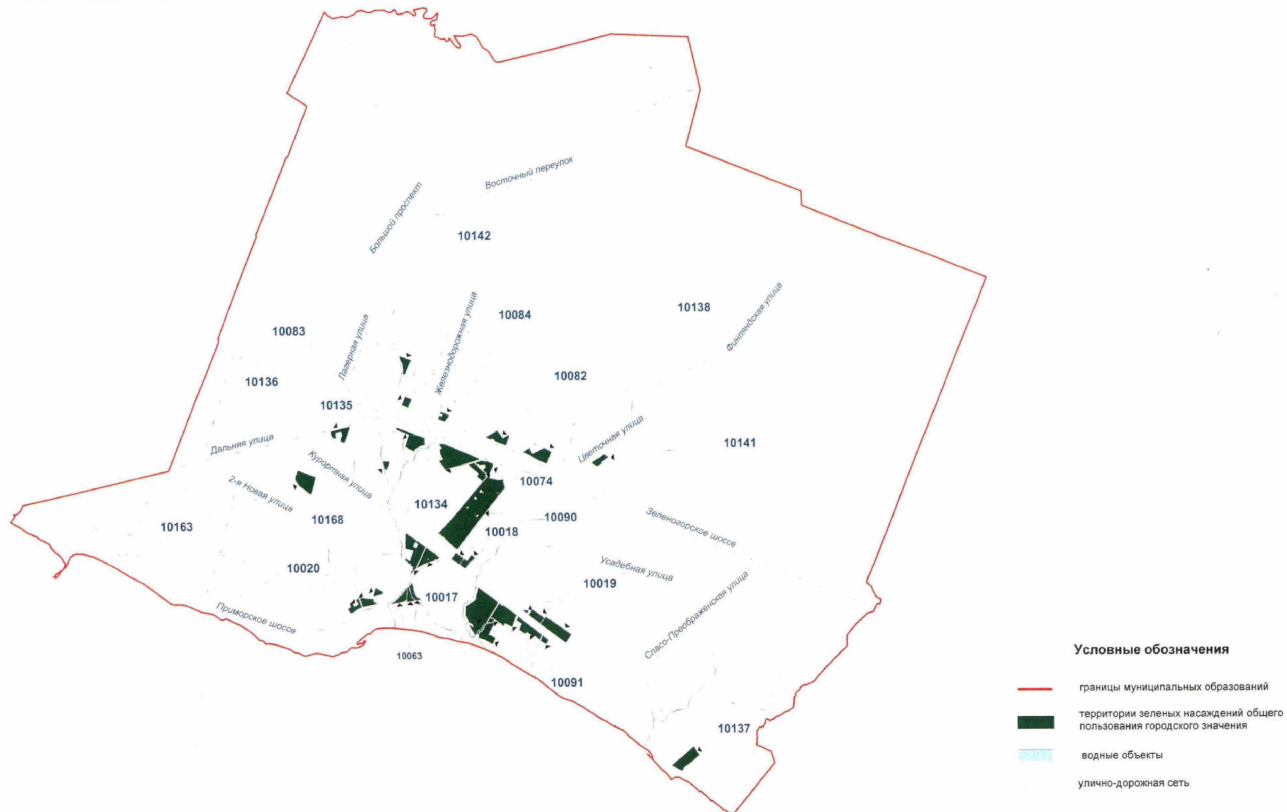 Восточный переулок
Большой проспект
10142
10138
Финляндская улица
10084
Железнодорожная улица
10083
Лагерная улица
10136
10082
10135
Цветочная улица
Дальняя улица
10141
Курортная улица
2-я Новая улица
10074
10134
10090
Зеленогорское шоссе
10163
10168
10018
Усадебная улица
10020
10019
10017
Спасо-Преображенская улица
Приморское шоссе
10063
10091
10137
Условные обозначения
границы муниципальных образований
территории зеленых насаждений общего
пользования городского значения
водные объекты
улично-дорожная сеть